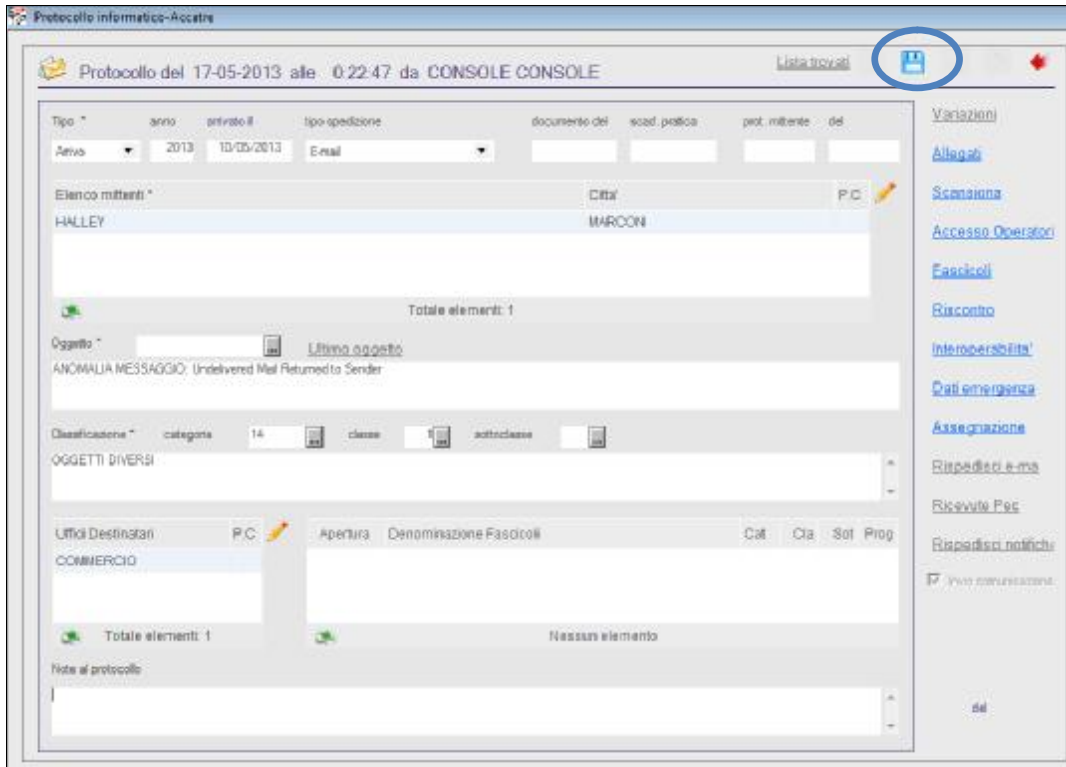 Protocollo informatico-Accatre
Protocollo del 17-05-2013 alle 0:22:47 da CONSOLE CONSOLE
Lista trovati
Tipo * anno arrivato il tipo spedizione documento del scad. pratica prot. mittente del
Arrivo 2013 10/05/2013 E-mail
Elenco mittenti * Citta' P.C
HALLEY MARCON
Totale elementi: 1
Oggetto * Ultimo oggetto
ANOMALIA MESSAGGIO: Undelivered Mail Returned to Sender
Classificazione * categoria 14 classe 1 sottoclasse
OGGETTI DIVERSI
Uffici Destinatari P.C
COMMERCIO
Totale elementi: 1
Apertura Denominazione Fascicoli Cat Cla Sot Prog
Nessun elemento
Note al protocollo
Variazioni
Allegati
Scansiona
Accesso Operatori
Fascicoli
Riscontro
Interoperabilita'
Dati emergenza
Assegnazione
Rispedisci e-ma
Ricevute Pec
Rispedisci notifiche
Invio comunicazione
del